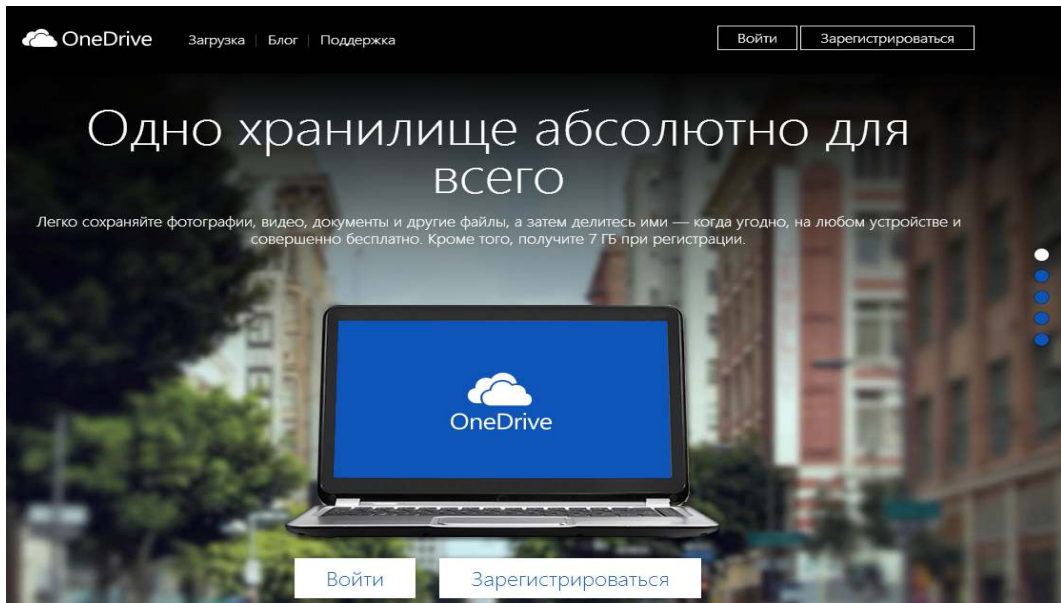 OneDrive
Загрузка | Блог | Поддержка
Войти
Зарегистрироваться
Одно хранилище абсолютно для
всего
Легко сохраняйте фотографии, видео, документы и другие файлы, а затем делитесь ими — когда угодно, на любом устройстве и
совершенно бесплатно. Кроме того, получите 7 ГБ при регистрации.
OneDrive
Войти
Зарегистрироваться